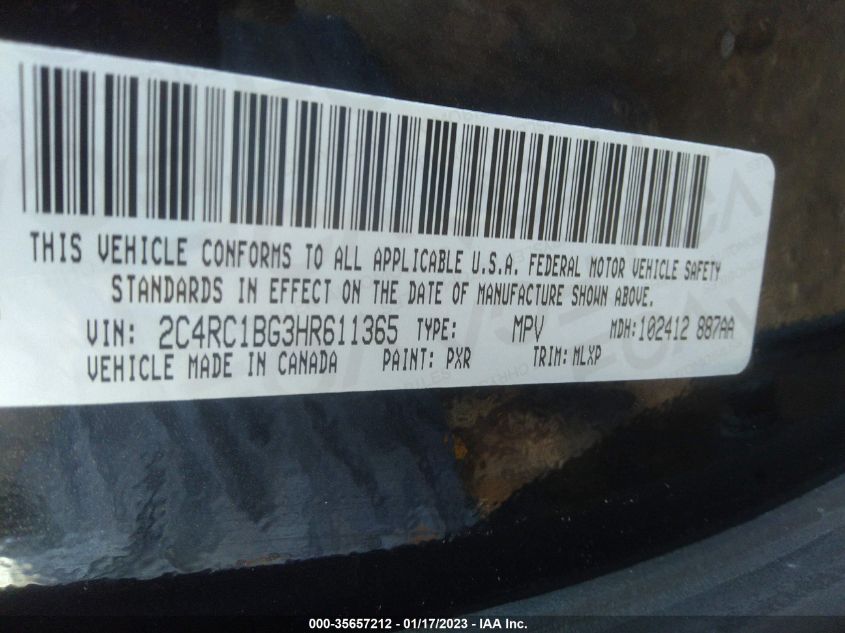 THIS VEHICLE CONFORMS TO ALL APPLICABLE U.S.A. FEDERAL MOTOR VEHICLE SAFETY
STANDARDS IN EFFECT ON THE DATE OF MANUFACTURE SHOWN ABOVE.
VIN: 2C4RC1BG3HR611365 TYPE: MPV MDH:102412 887AA
VEHICLE MADE IN CANADA PAINT: PXR TRIM: MLXP
000-35657212 - 01/17/2023 - IAA Inc.